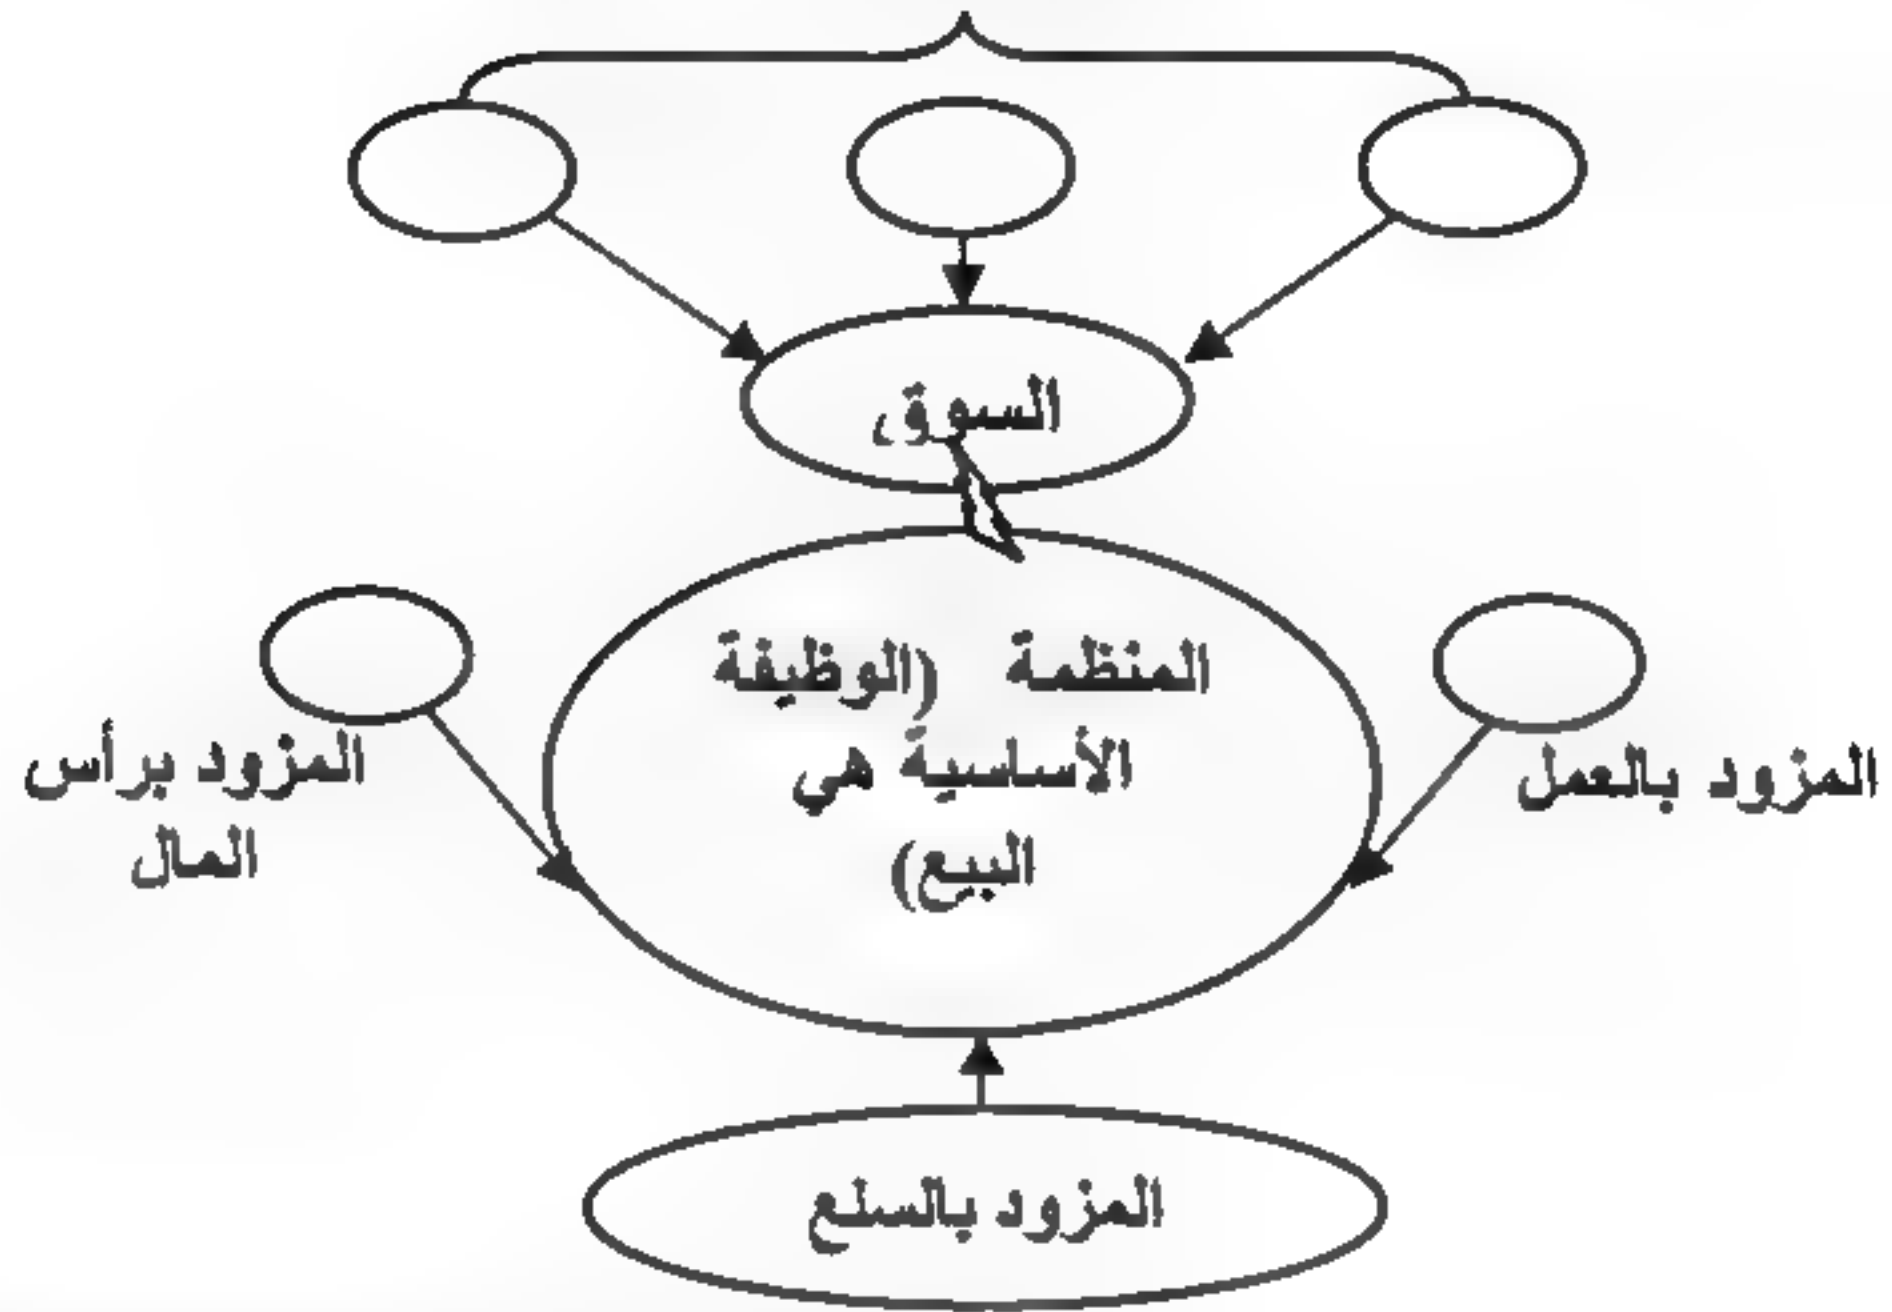 السوق
المنظمة (الوظيفة
الأساسية هي
البيع)
المزود بالعمل
المزود برأس
المال
المزود بالسلع